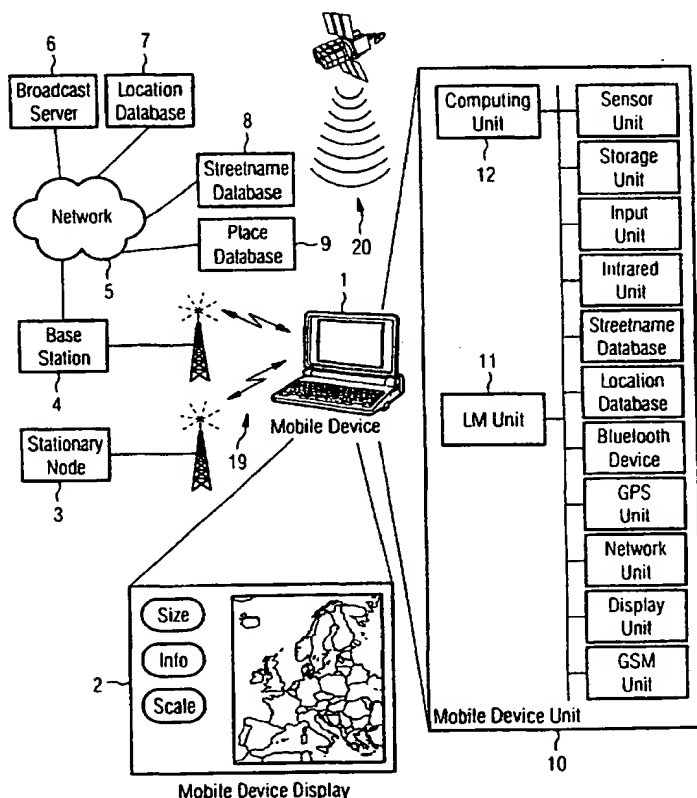 6
7
Broadcast
Server
Location
Database
8
Streetname
Database
Network
Place
Database
9
5
20
1
Base
Station
4
Mobile Device
Stationary
Node
3
19
Computing
Unit
12
Sensor
Unit
Storage
Unit
Input
Unit
Infrared
Unit
Streetname
Database
11
LM Unit
Location
Database
Bluetooth
Device
GPS
Unit
Network
Unit
Display
Unit
GSM
Unit
Mobile Device Unit
10
2
Size
Info
Scale
Mobile Device Display